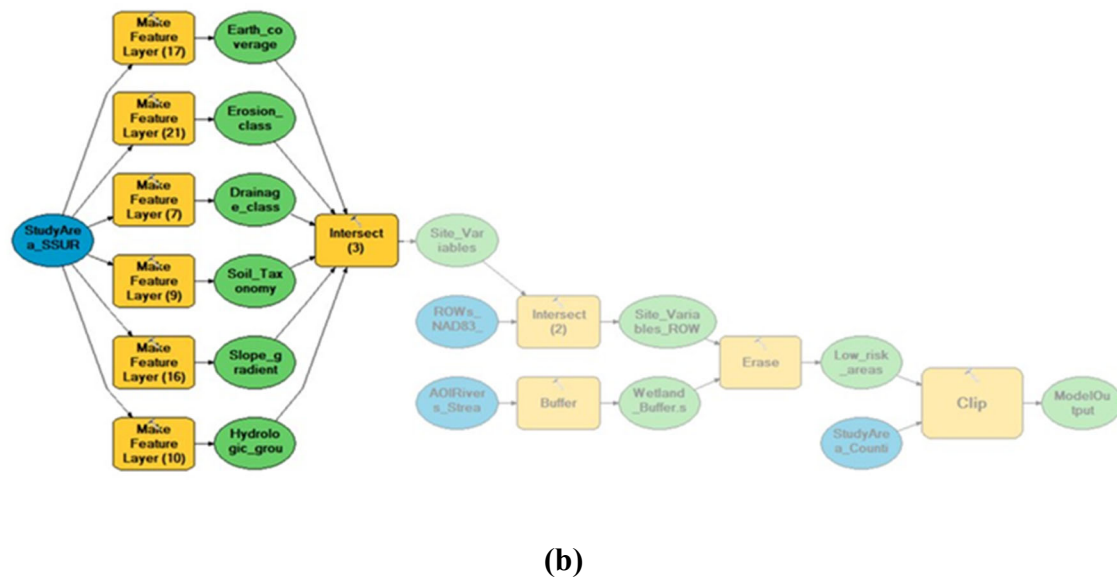 Make
Feature
Layer (17)
Earth_co
verage
Make
Feature
Layer (21)
Erosion_
class
Make
Feature
Layer (7)
Drainag
e_class
StudyAre
a_SSUR
Intersect
(3)
Site_Var
iables
Make
Feature
Layer (9)
Soil_Tax
onomy
ROWs_
NAD83_
Intersect
(2)
Site_Varia
bles_ROW
Make
Feature
Layer (16)
Slope_g
radient
Erase
Low_risk
_areas
AOIRiver
s_Strea
Buffer
Wetland
_Buffer.s
Clip
ModelOu
tput
Make
Feature
Layer (10)
Hydrolo
gic_grou
StudyAre
a_Counti
(b)